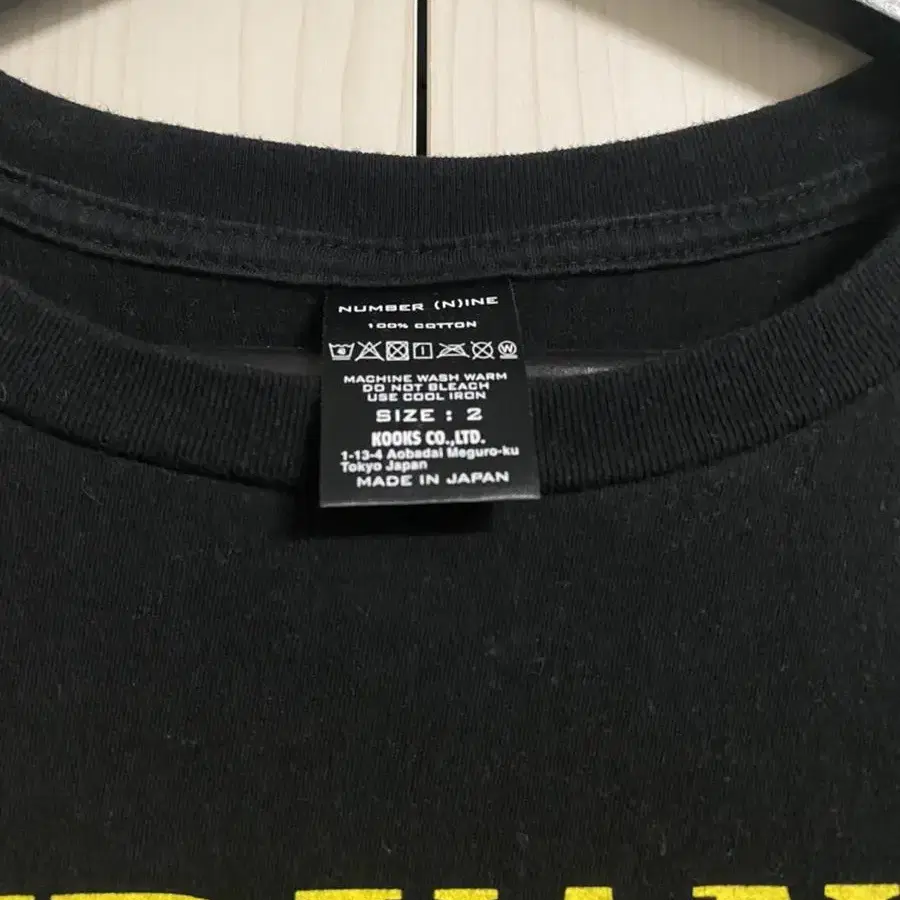 NUMBER (N)INE
100% COTTON
40
W
MACHINE WASH WARM
DO NOT BLEACH
USE COOL IRON
SIZE : 2
KOOKS CO.,LTD.
1-13-4 Aobadai Meguro-ku
Tokyo Japan
MADE IN JAPAN